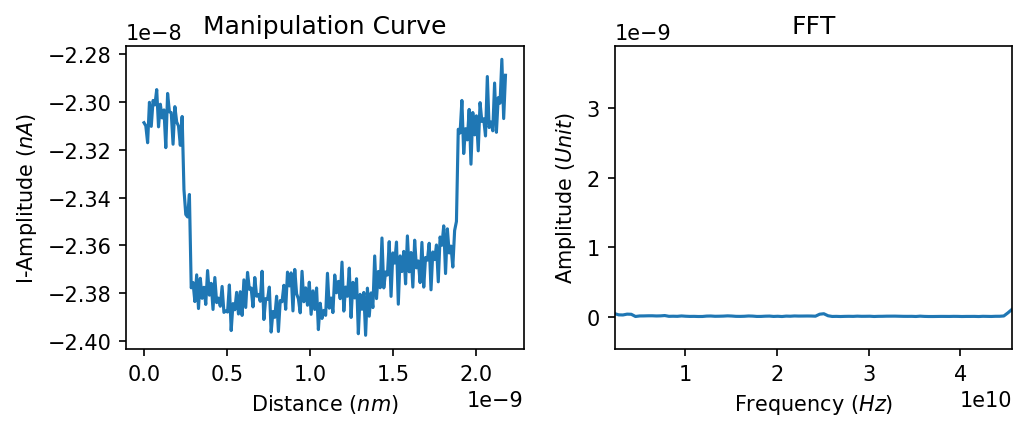 Manipulation Curve
1e−8
−2.28
−2.30
−2.32
−2.34
−2.36
−2.38
−2.40
I-Amplitude (nA)
0.0 0.5 1.0 1.5 2.0
1e−9
Distance (nm)
FFT
1e−9
3
2
1
0
Amplitude (Unit)
1 2 3 4
1e10
Frequency (Hz)